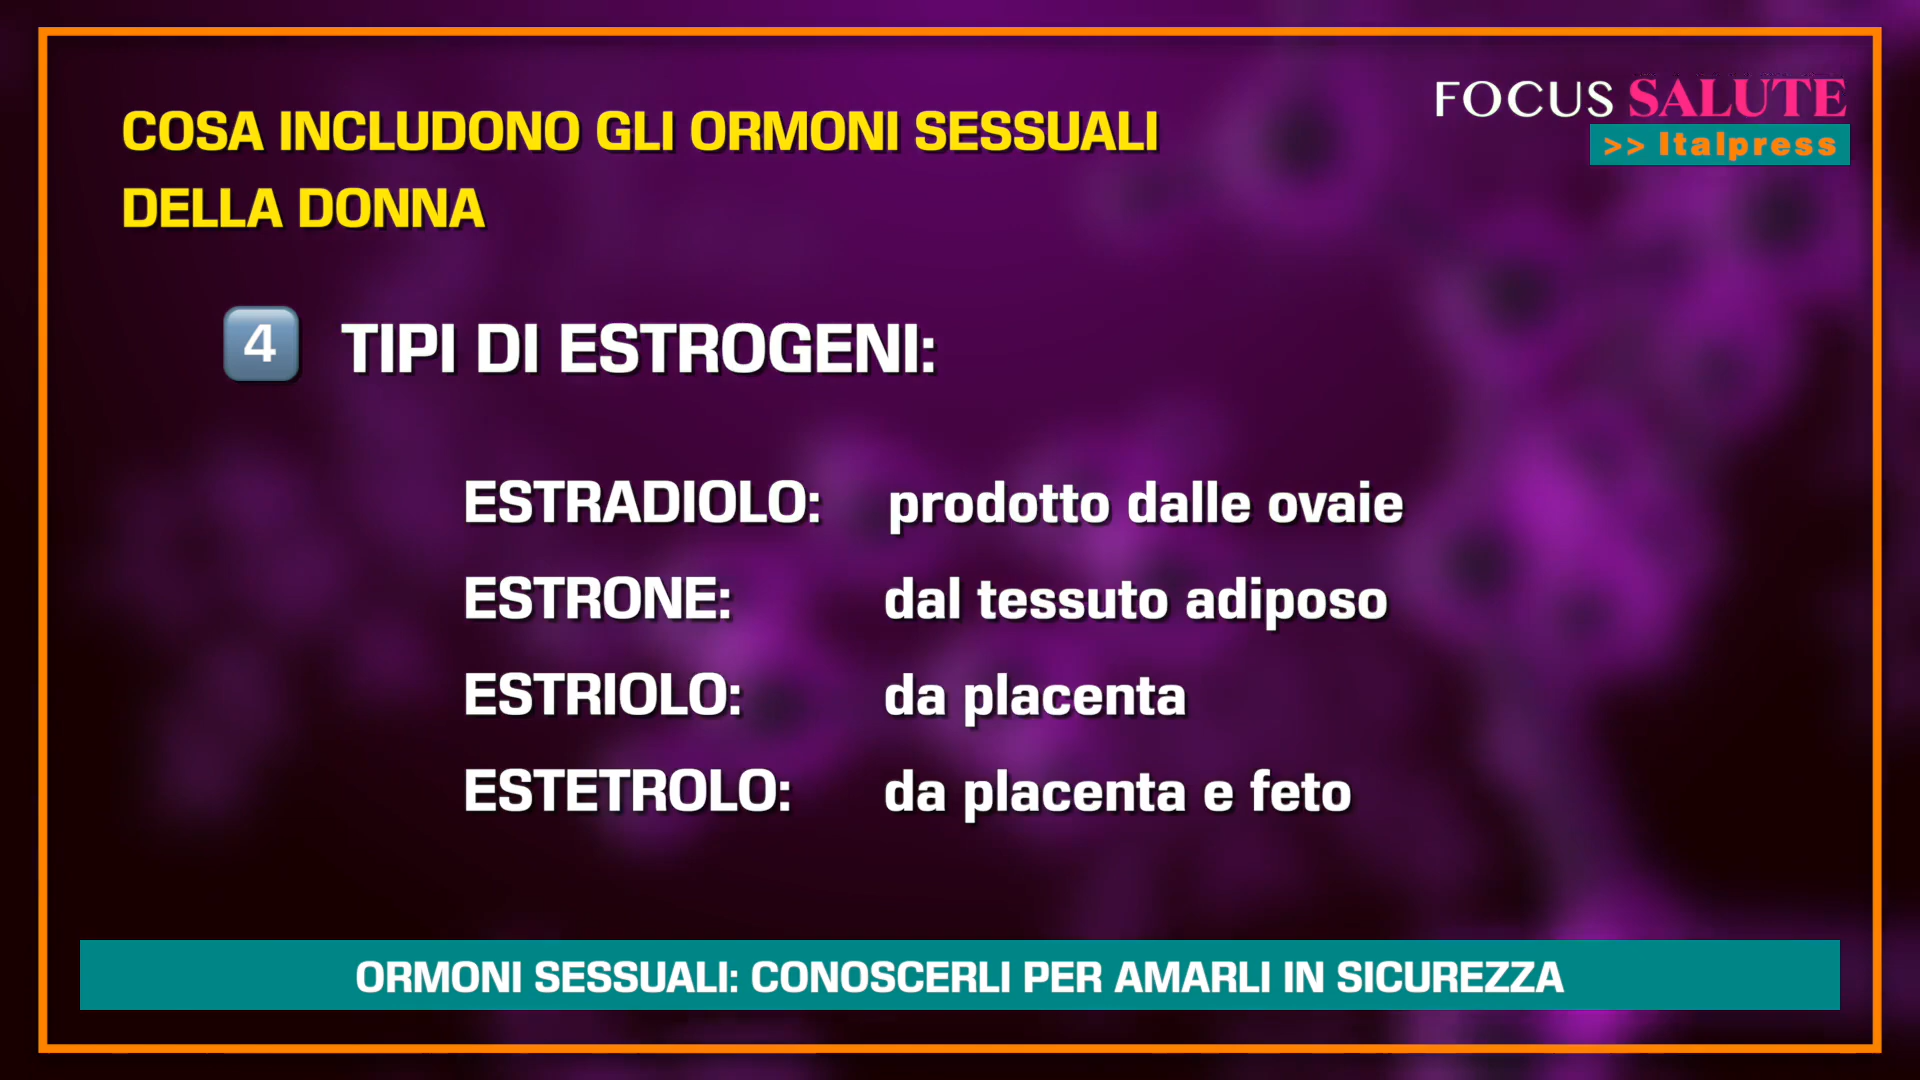 FOCUS SALUTE
>> Italpress
COSA INCLUDONO GLI ORMONI SESSUALI
DELLA DONNA
4 TIPI DI ESTROGENI:
ESTRADIOLO: prodotto dalle ovaie
ESTRONE: dal tessuto adiposo
ESTRIOLO: da placenta
ESTETROLO: da placenta e feto
ORMONI SESSUALI: CONOSCERLI PER AMARLI IN SICUREZZA